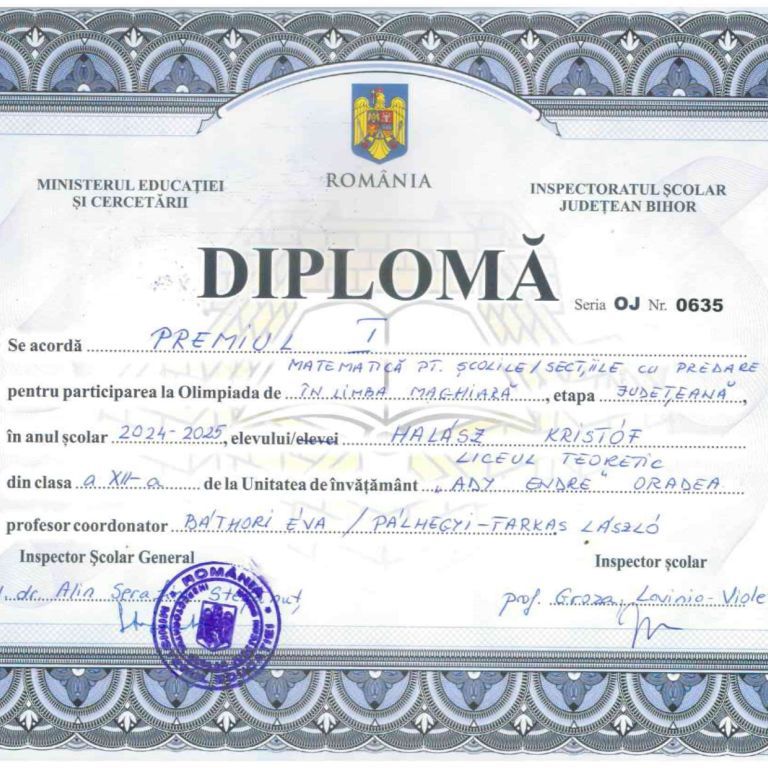 ROMÂNIA
MINISTERUL EDUCAȚIEI
ȘI CERCETĂRII
INSPECTORATUL ȘCOLAR
JUDEȚEAN BIHOR
DIPLOMĂ
Seria OJ Nr. 0635
Se acordă PREMIUL I
MATEMATICĂ PT. ȘCOLILE/SECȚIILE CU PREDARE
pentru participarea la Olimpiada de ÎN LIMBA MAGHIARĂ, etapa JUDEȚEANĂ,
în anul școlar 2024-2025, elevului/elevei HALÁSZ KRISTÓF
LICEUL TEORETIC
din clasa a XII-a de la Unitatea de învățământ „ADY ENDRE" ORADEA
profesor coordonator BÁTHORI ÉVA / PÁLHEGYI-FARKAS LÁSZLÓ
Inspector Școlar General
Inspector școlar
dr. Alin
prof. Groza
ROMÂNIA